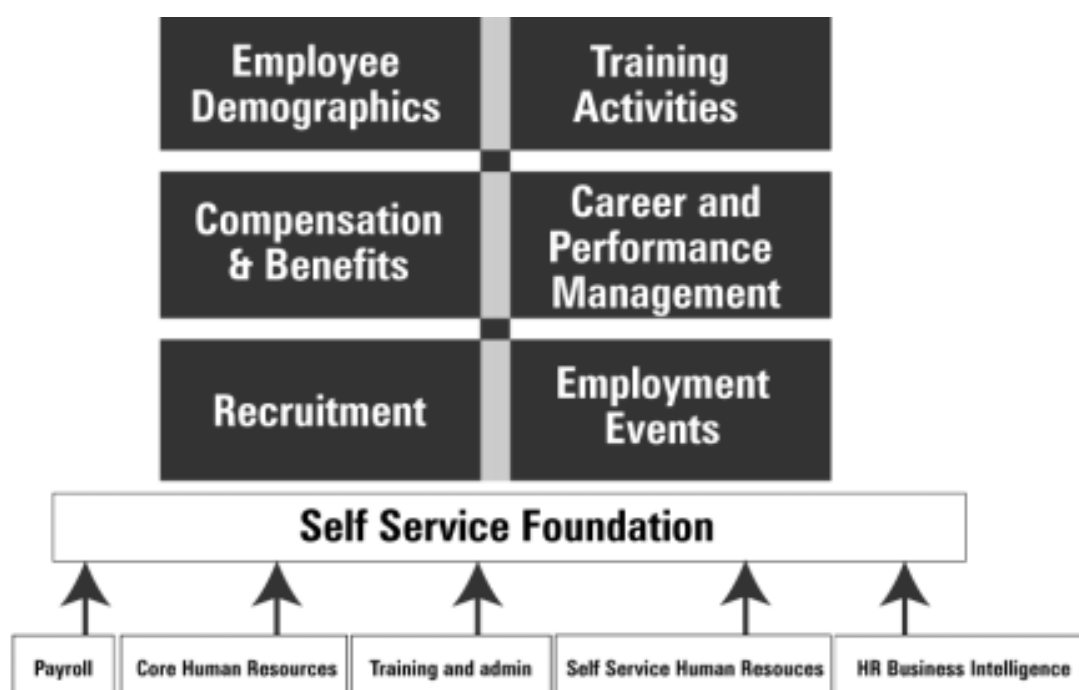 Employee
Demographics
Training
Activities
Compensation
& Benefits
Career and
Performance
Management
Recruitment
Employment
Events
Self Service Foundation
Payroll
Core Human Resources
Training and admin
Self Service Human Resouces
HR Business Intelligence